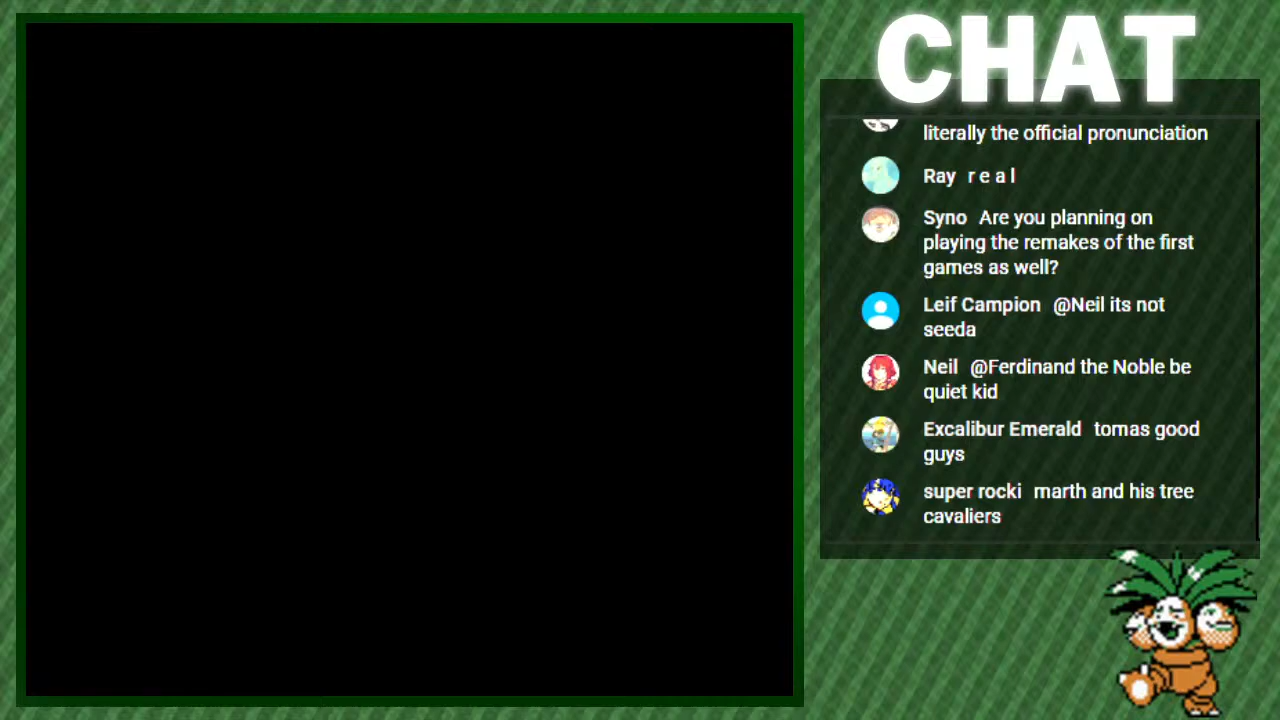 CHAT
literally the official pronunciation
Ray r e a l
Syno Are you planning on
playing the remakes of the first
games as well?
Leif Campion @Neil its not
seeda
Neil @Ferdinand the Noble be
quiet kid
Excalibur Emerald tomas good
guys
super rocki marth and his tree
cavaliers